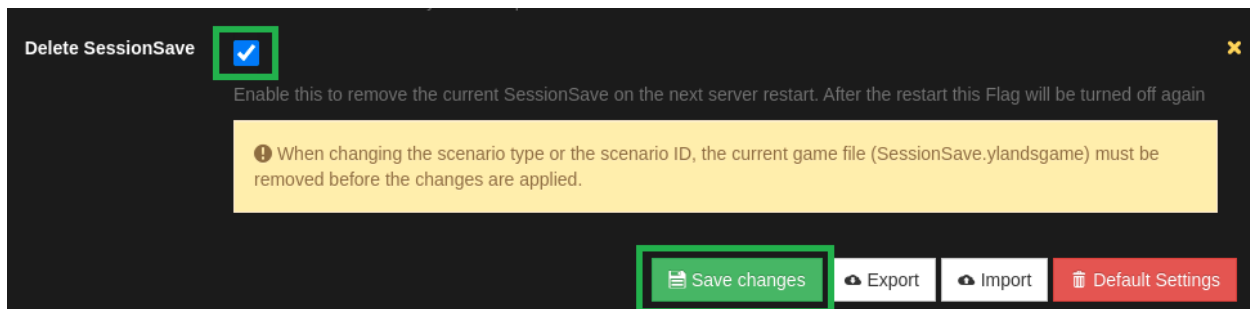 Delete SessionSave
Enable this to remove the current SessionSave on the next server restart. After the restart this Flag will be turned off again
When changing the scenario type or the scenario ID, the current game file (SessionSave.ylandsgame) must be
removed before the changes are applied.
Save changes Export Import Default Settings